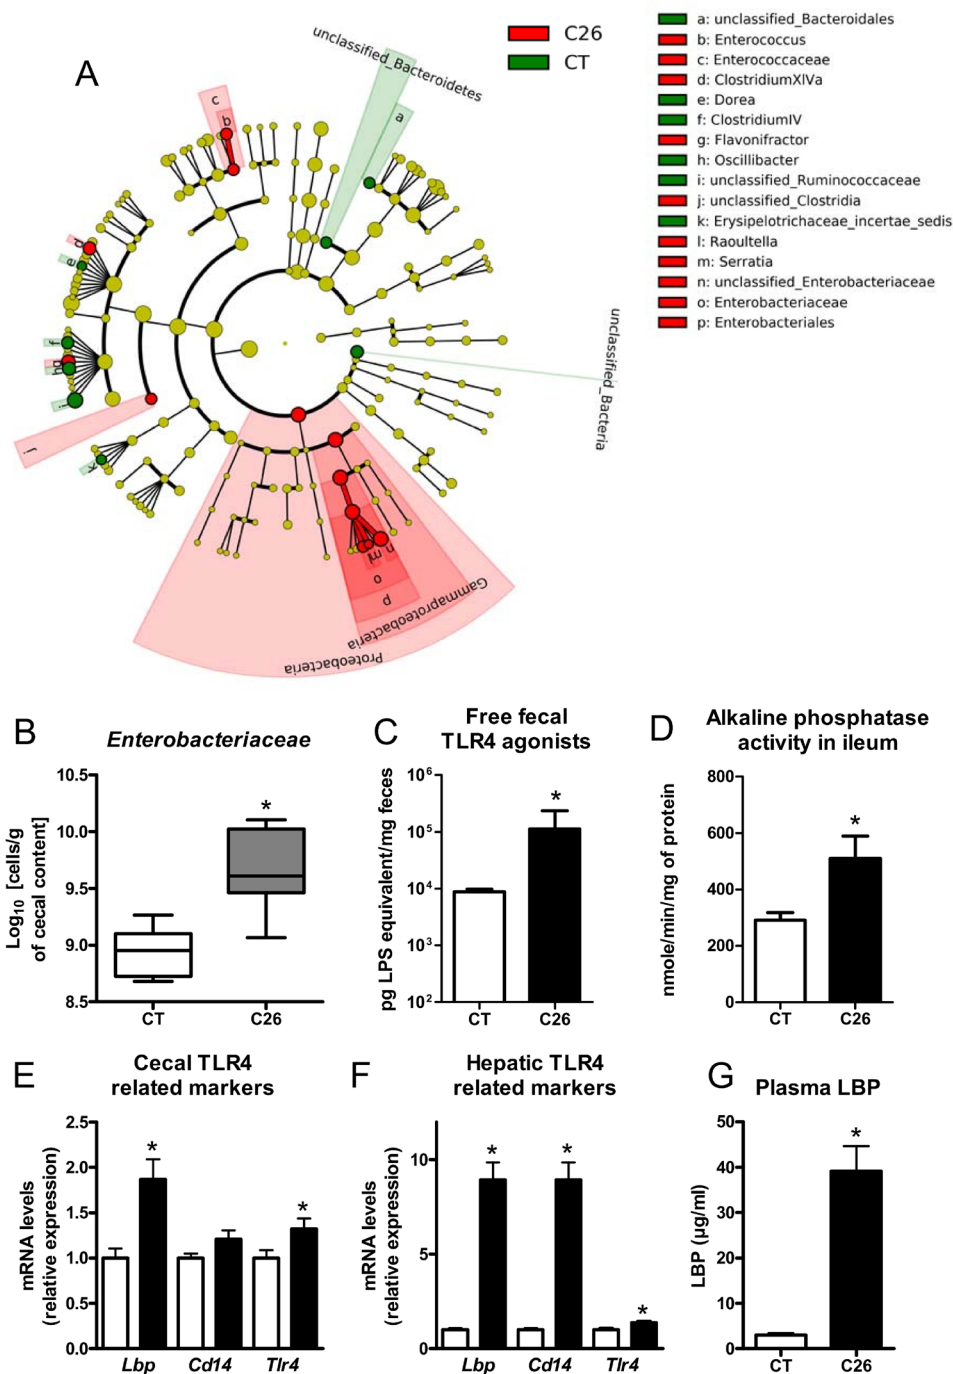 A
C26
CT
a: unclassified_Bacteroidales
b: Enterococcus
c: Enterococcaceae
d: ClostridiumXIVa
e: Dorea
f: ClostridiumIV
g: Flavonifractor
h: Oscillibacter
i: unclassified_Ruminococcaceae
j: unclassified_Clostridia
k: Erysipelotrichaceae_incertae_sedis
l: Raoultella
m: Serratia
n: unclassified_Enterobacteriaceae
o: Enterobacteriaceae
p: Enterobacteriales
unclassified_Bacteroidetes
a
c
b
d
e
f
g
h
i
j
k
unclassified_Bacteria
l
m
n
o
p
Gammaproteobacteria
Proteobacteria
B
Enterobacteriaceae
Log10 [cells/g
of cecal content]
10.5
10.0
9.5
9.0
8.5
*
CT
C26
C
Free fecal
TLR4 agonists
pg LPS equivalent/mg feces
10^6
10^5
10^4
10^3
10^2
*
CT
C26
D
Alkaline phosphatase
activity in ileum
nmole/min/mg of protein
800
600
400
200
0
*
CT
C26
E
Cecal TLR4
related markers
mRNA levels
(relative expression)
2.5
2.0
1.5
1.0
0.5
0.0
*
*
Lbp
Cd14
Tlr4
F
Hepatic TLR4
related markers
mRNA levels
(relative expression)
10
5
0
*
*
*
Lbp
Cd14
Tlr4
G
Plasma LBP
LBP (µg/ml)
50
40
30
20
10
0
*
CT
C26